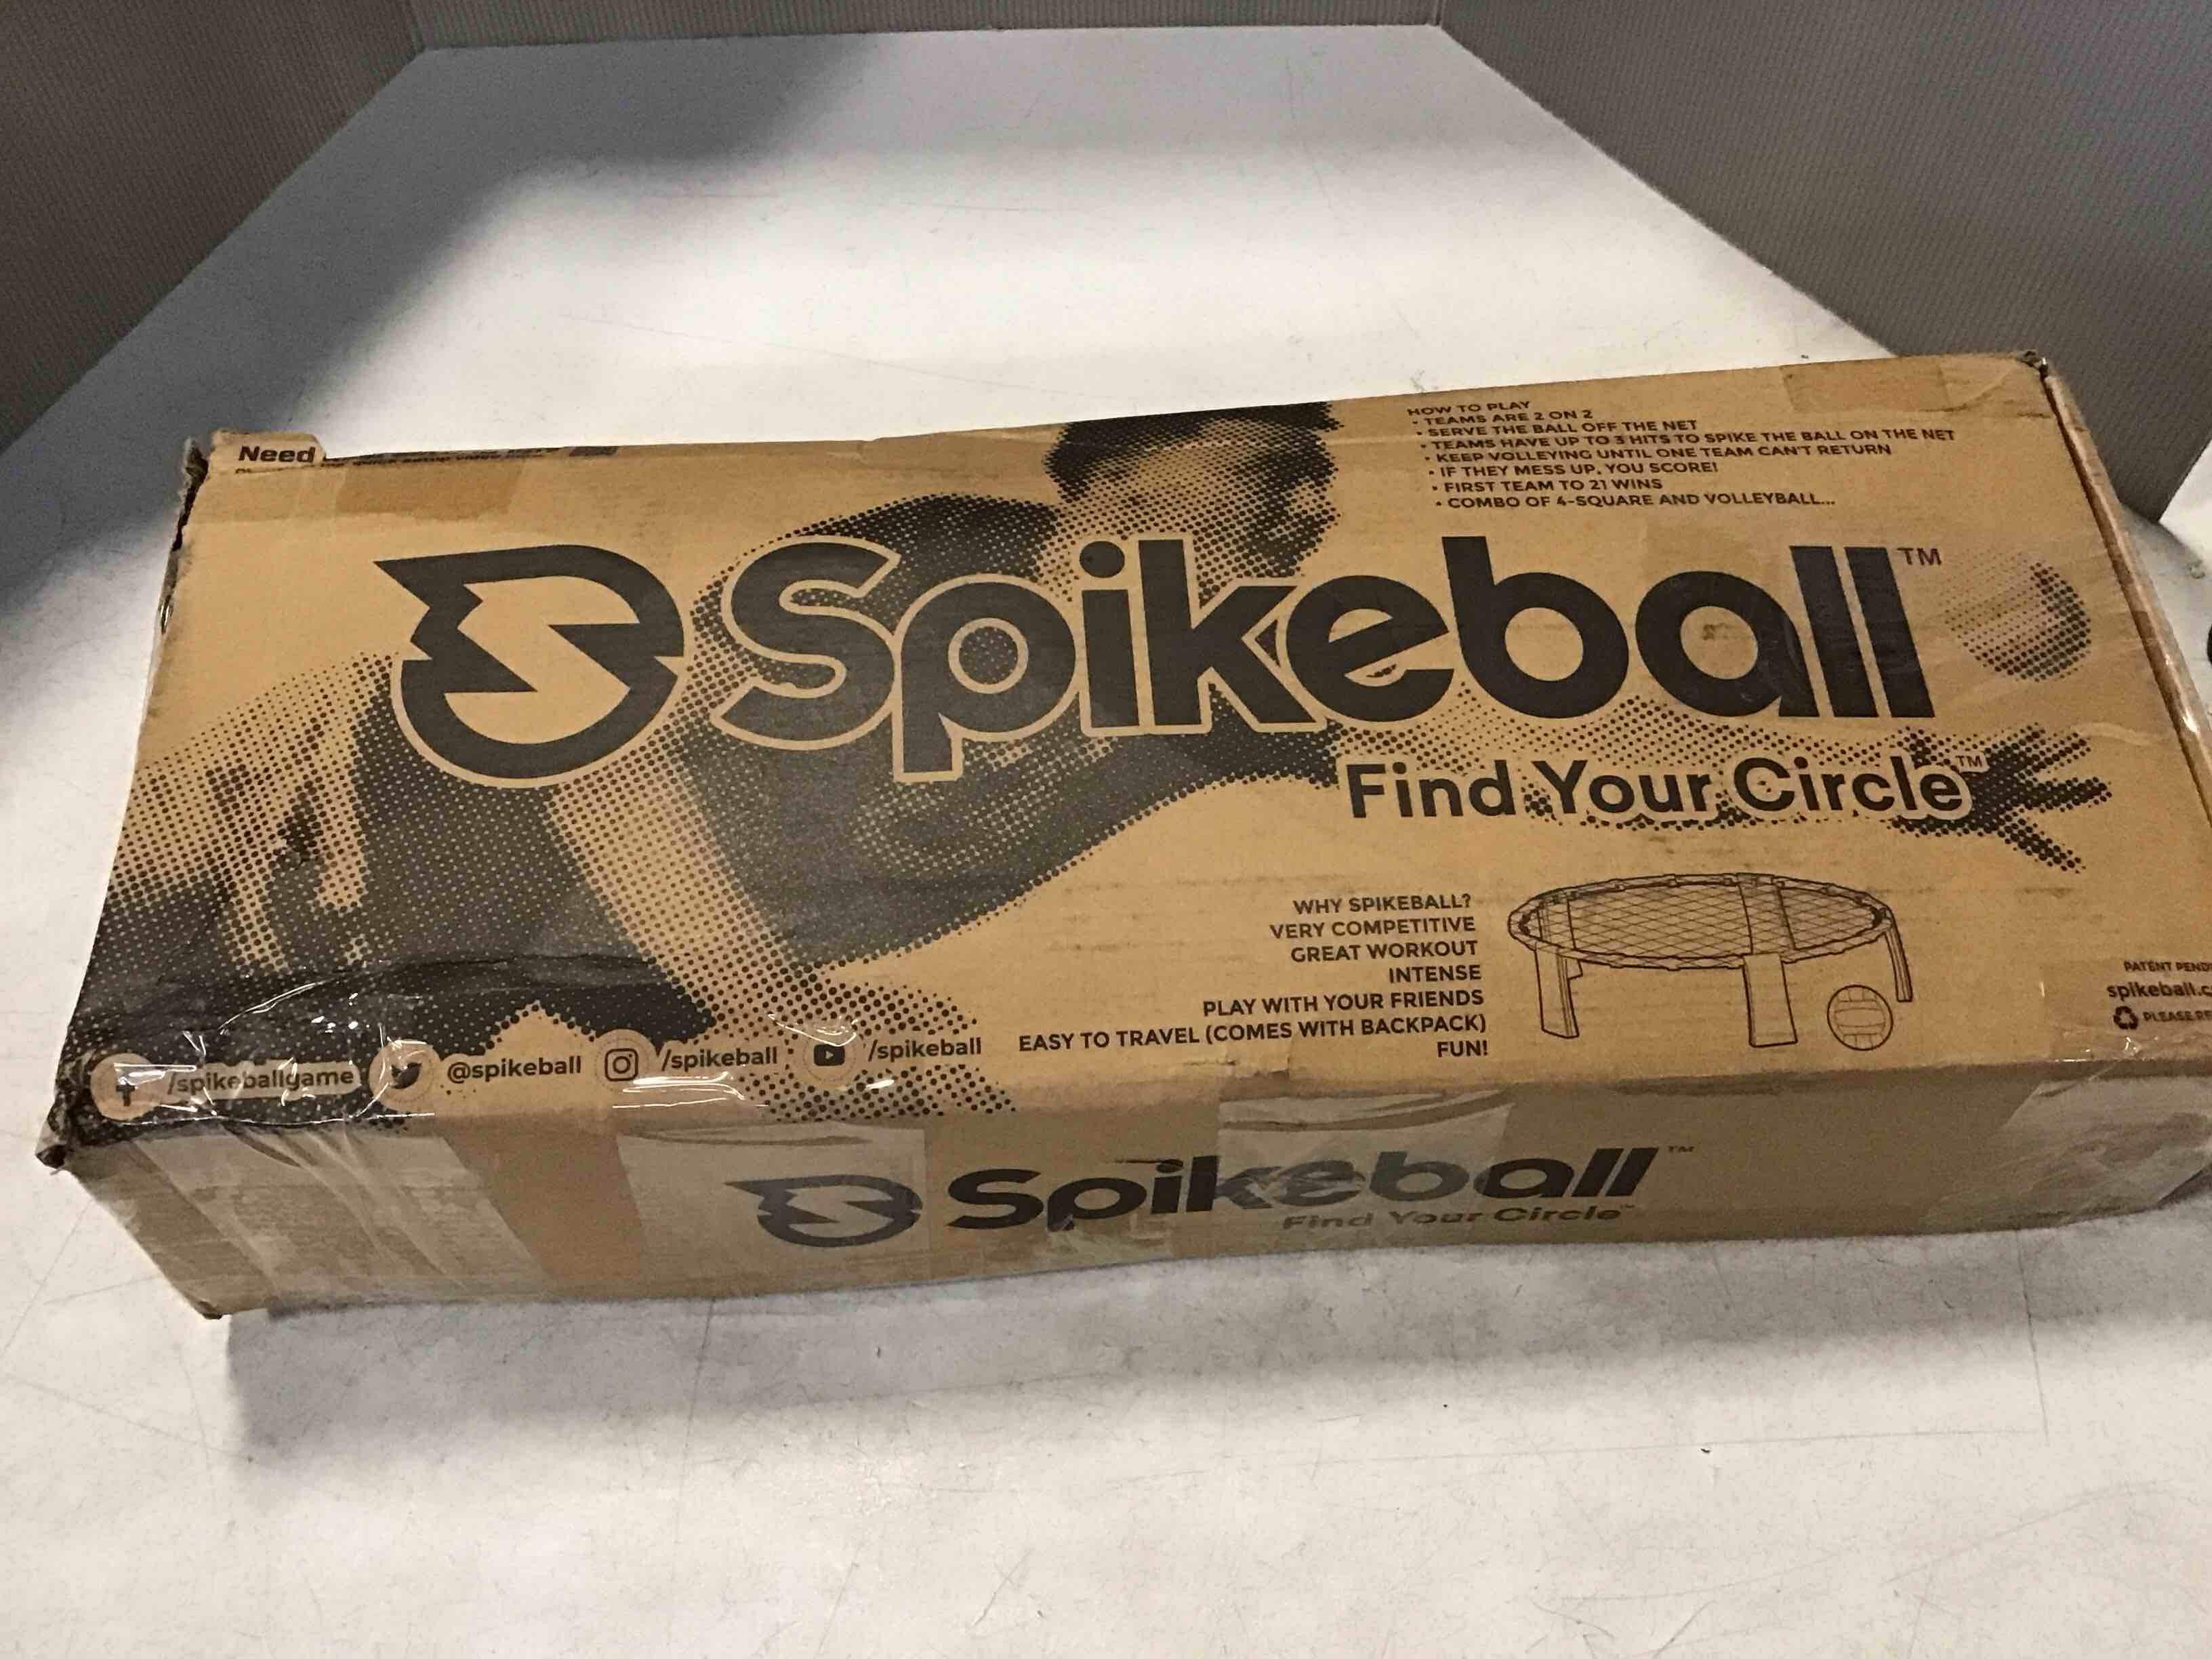 Need
HOW TO PLAY
• TEAMS ARE 2 ON 2
• SERVE THE BALL OFF THE NET
• TEAMS HAVE UP TO 3 HITS TO SPIKE THE BALL ON THE NET
• KEEP VOLLEYING UNTIL ONE TEAM CAN'T RETURN
• IF THEY MESS UP, YOU SCORE!
• FIRST TEAM TO 21 WINS
• COMBO OF 4-SQUARE AND VOLLEYBALL...
Spikeball™
Find Your Circle™
WHY SPIKEBALL?
VERY COMPETITIVE
GREAT WORKOUT
INTENSE
PLAY WITH YOUR FRIENDS
EASY TO TRAVEL (COMES WITH BACKPACK)
FUN!
PATENT
spikeball.c
PLEASE
/spikeballgame @spikeball /spikeball /spikeball
Spikeball™
Find Your Circle™